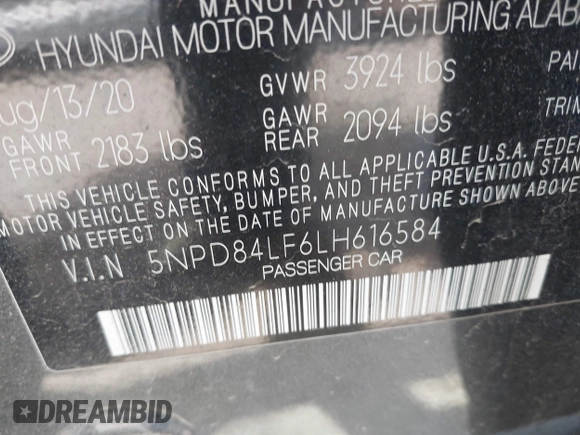 MANUFACTURED
HYUNDAI MOTOR MANUFACTURING ALAB
ug/13/20 GVWR 3924 lbs PAI
GAWR FRONT 2183 lbs GAWR REAR 2094 lbs TRIM
THIS VEHICLE CONFORMS TO ALL APPLICABLE U.S.A. FEDE
MOTOR VEHICLE SAFETY, BUMPER, AND THEFT PREVENTION STAN
IN EFFECT ON THE DATE OF MANUFACTURE SHOWN ABOVE
V.I.N 5NPD84LF6LH616584
PASSENGER CAR
DREAMBID